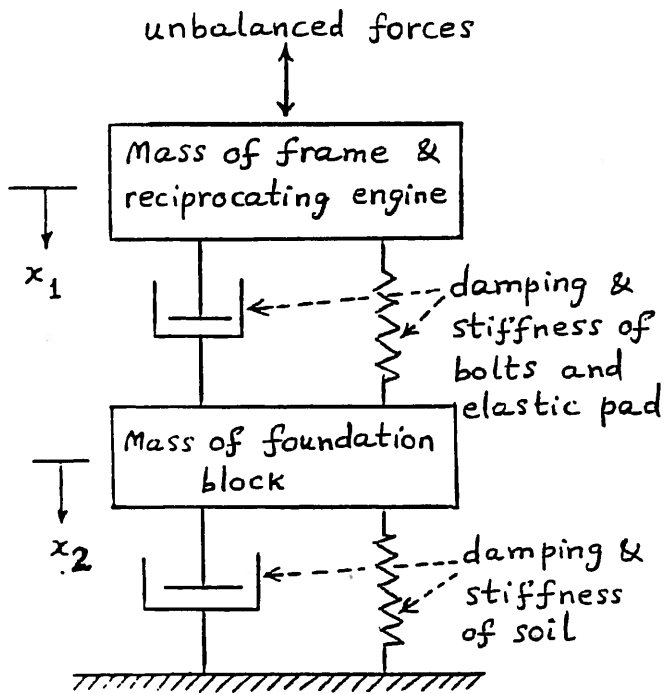 unbalanced forces
Mass of frame &
reciprocating engine
x1
damping &
stiffness of
bolts and
elastic pad
Mass of foundation
block
x2
damping &
stiffness
of soil